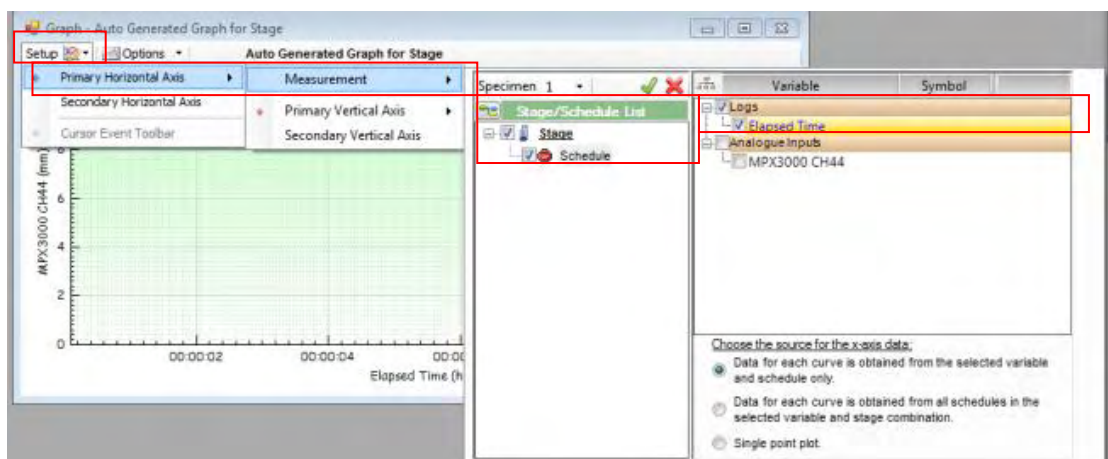 Graph - Auto Generated Graph for Stage
Setup Options Auto Generated Graph for Stage
Primary Horizontal Axis
Secondary Horizontal Axis
Cursor Event Toolbar
Measurement
Primary Vertical Axis
Secondary Vertical Axis
Specimen 1
Stage/Schedule List
Stage
Schedule
Variable Symbol
Logs
Elapsed Time
Analogue Inputs
MPX3000 CH44
MPX3000 CH44 (mm)
8
6
4
2
0
00:00:02 00:00:04 00:00
Elapsed Time (h
Choose the source for the x-axis data:
Data for each curve is obtained from the selected variable
and schedule only.
Data for each curve is obtained from all schedules in the
selected variable and stage combination.
Single point plot.